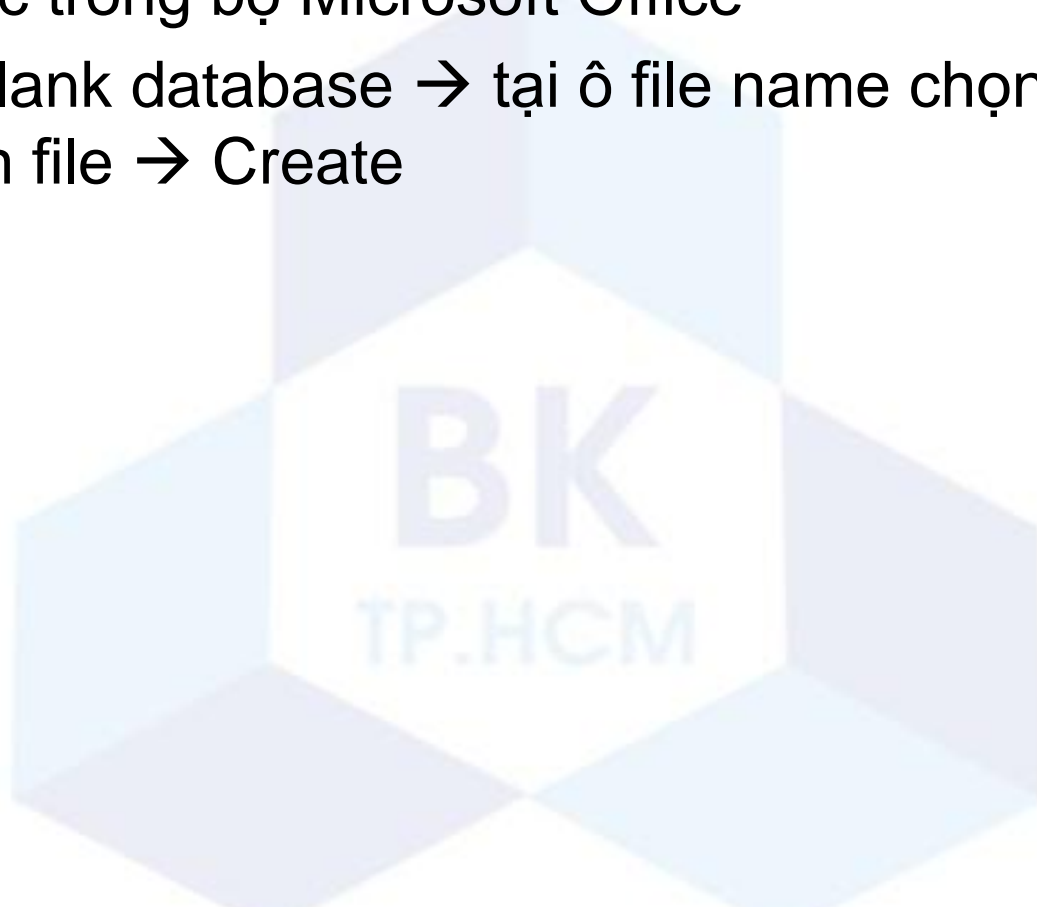 trong bộ Microsoft Office
lank database → tại ô file name chọn
file → Create
BK
TP.HCM